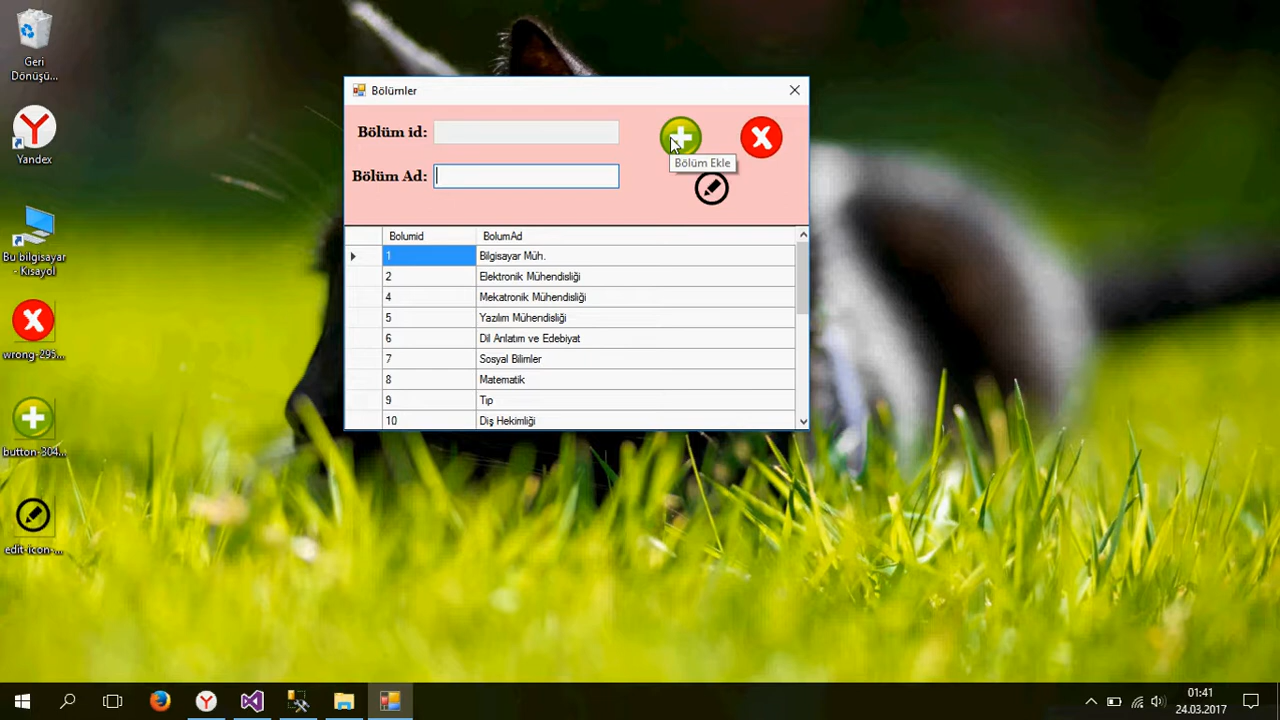 Geri
Dönüşü...
Yandex
Bu bilgisayar
- Kısayol
wrong-295...
button-304...
edit-icon-...
Bölümler
Bölüm id:
Bölüm Ad:
Bölüm Ekle
Bolumid BolumAd
1 Bilgisayar Müh.
2 Elektronik Mühendisliği
4 Mekatronik Mühendisliği
5 Yazılım Mühendisliği
6 Dil Anlatım ve Edebiyat
7 Sosyal Bilimler
8 Matematik
9 Tıp
10 Diş Hekimliği
01:41
24.03.2017